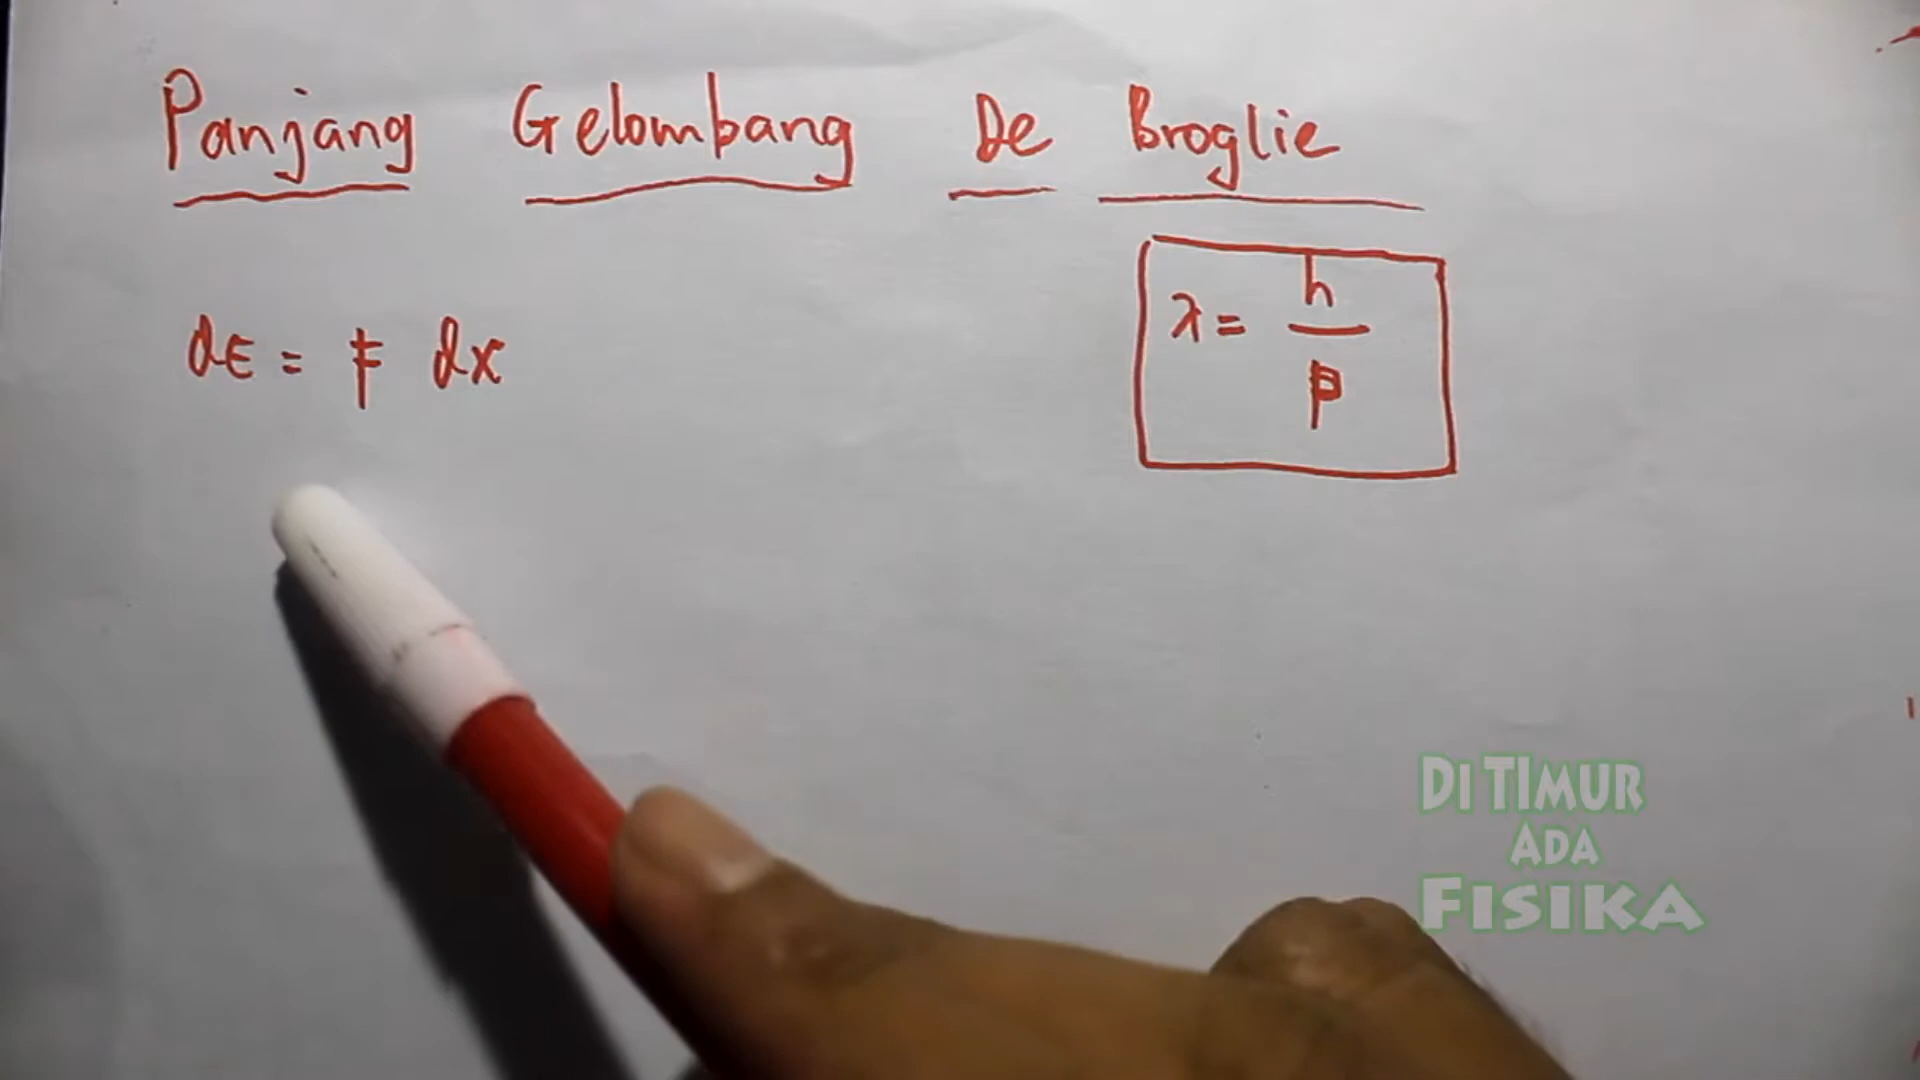 Panjang Gelombang De Broglie
dE = F dx
λ = h
p
Di Timur
Ada
Fisika